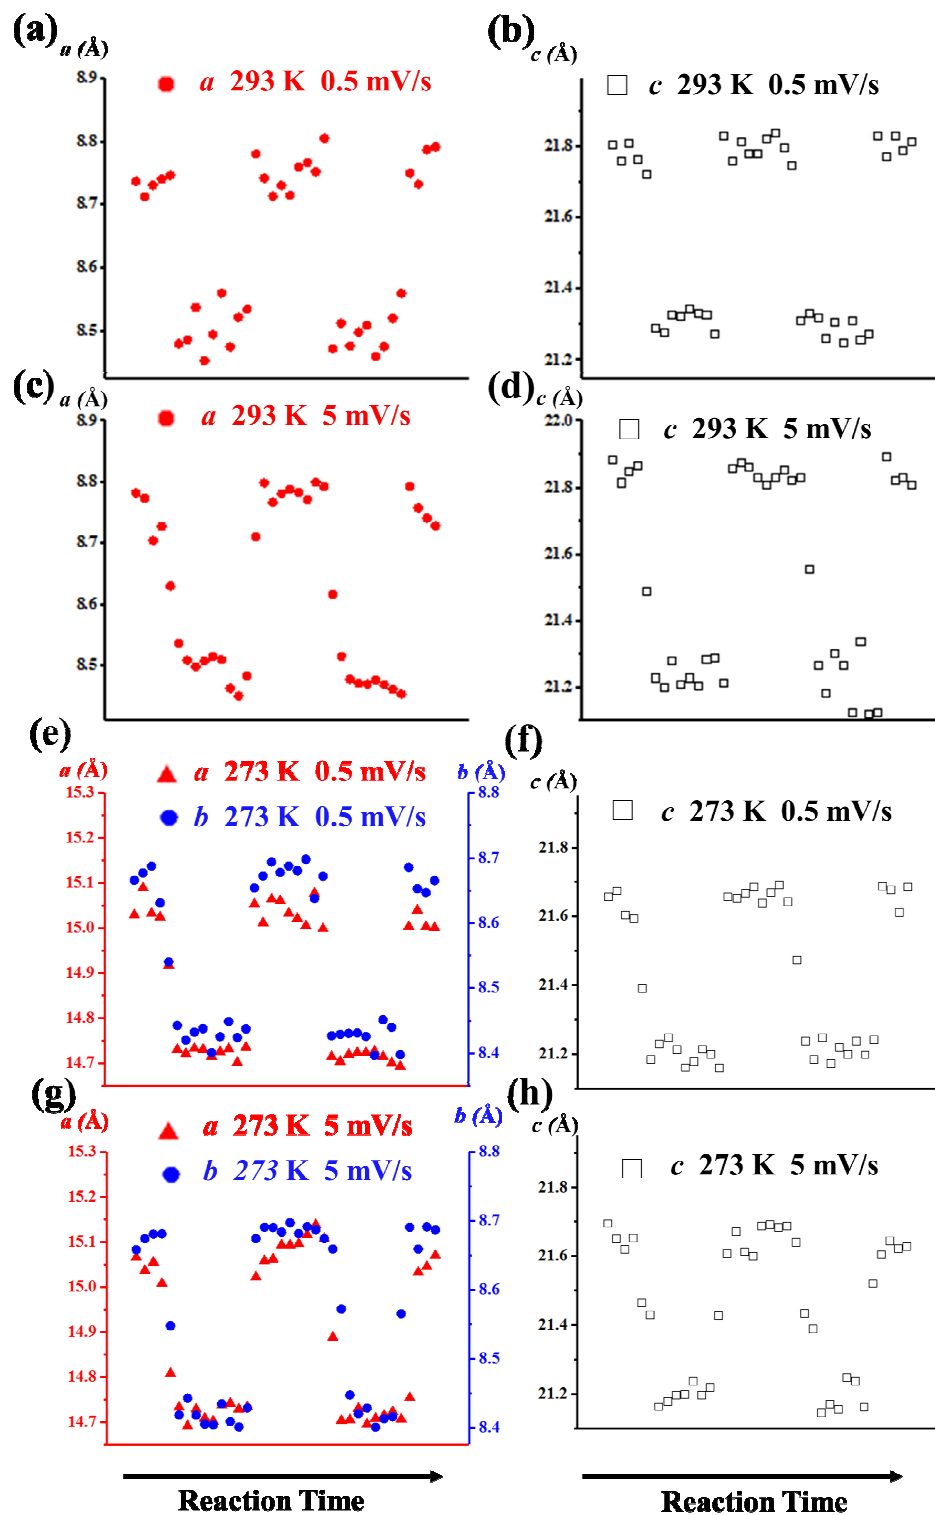 (a)
a (Å)
8.9
8.8
8.7
8.6
8.5
a 293 K 0.5 mV/s
(b)
c (Å)
21.8
21.6
21.4
21.2
c 293 K 0.5 mV/s
(c)
a (Å)
8.9
8.8
8.7
8.6
8.5
a 293 K 5 mV/s
(d)
c (Å)
22.0
21.8
21.6
21.4
21.2
c 293 K 5 mV/s
(e)
a (Å)
15.3
15.2
15.1
15.0
14.9
14.8
14.7
a 273 K 0.5 mV/s
b 273 K 0.5 mV/s
b (Å)
8.8
8.7
8.6
8.5
8.4
(f)
c (Å)
21.8
21.6
21.4
21.2
c 273 K 0.5 mV/s
(g)
a (Å)
15.3
15.2
15.1
15.0
14.9
14.8
14.7
a 273 K 5 mV/s
b 273 K 5 mV/s
b (Å)
8.8
8.7
8.6
8.5
8.4
(h)
c (Å)
21.8
21.6
21.4
21.2
c 273 K 5 mV/s
Reaction Time
Reaction Time